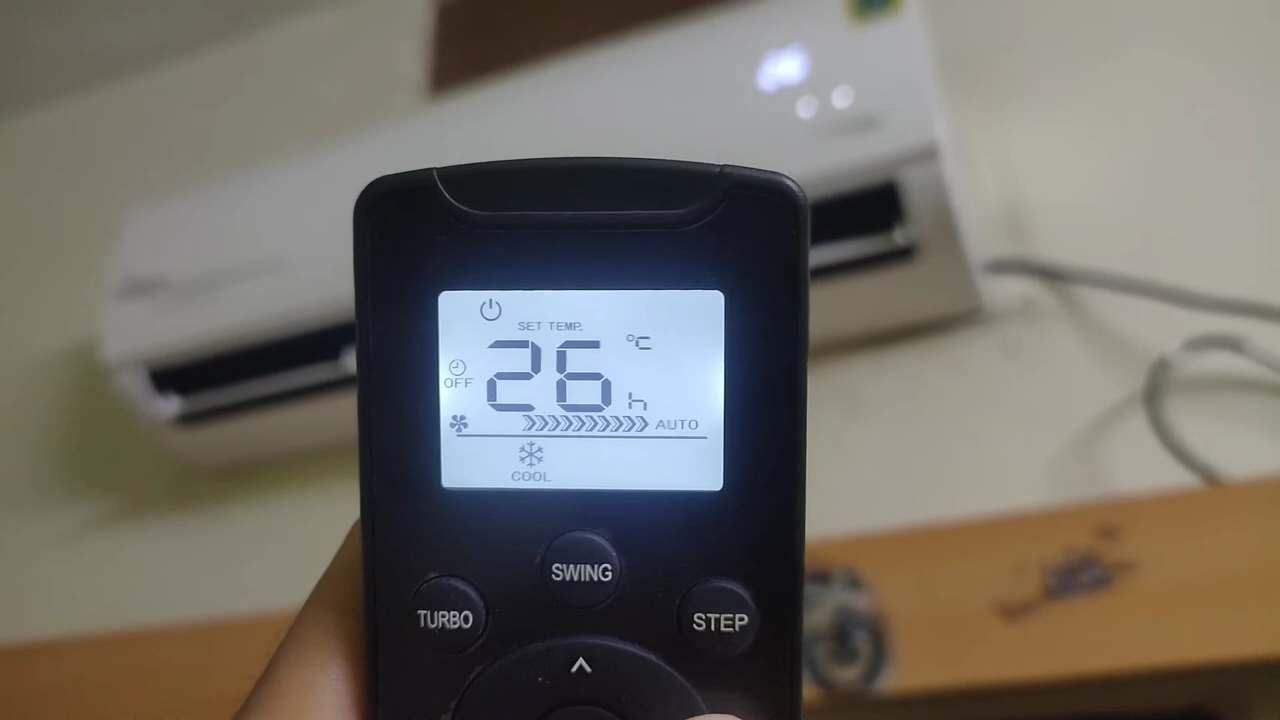 SET TEMP.
26 °C
OFF
h
AUTO
COOL
SWING
TURBO
STEP